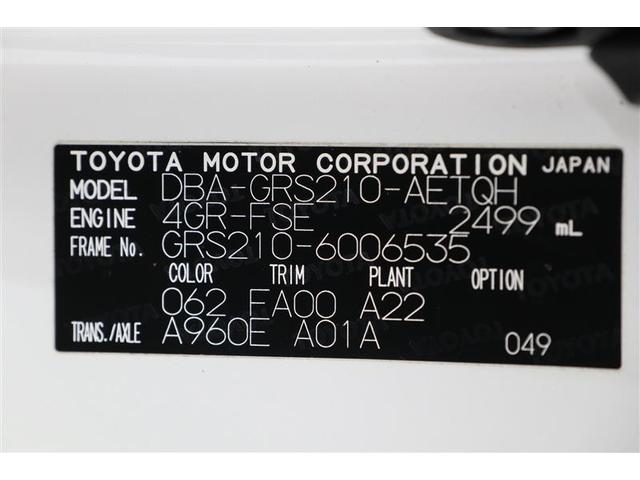 TOYOTA MOTOR CORPORATION JAPAN
MODEL DBA-GRS210-AETQH
ENGINE 4GR-FSE 2499 mL
FRAME No. GRS210-6006535
COLOR TRIM PLANT OPTION
062 FA00 A22
TRANS./AXLE A960E A01A 049